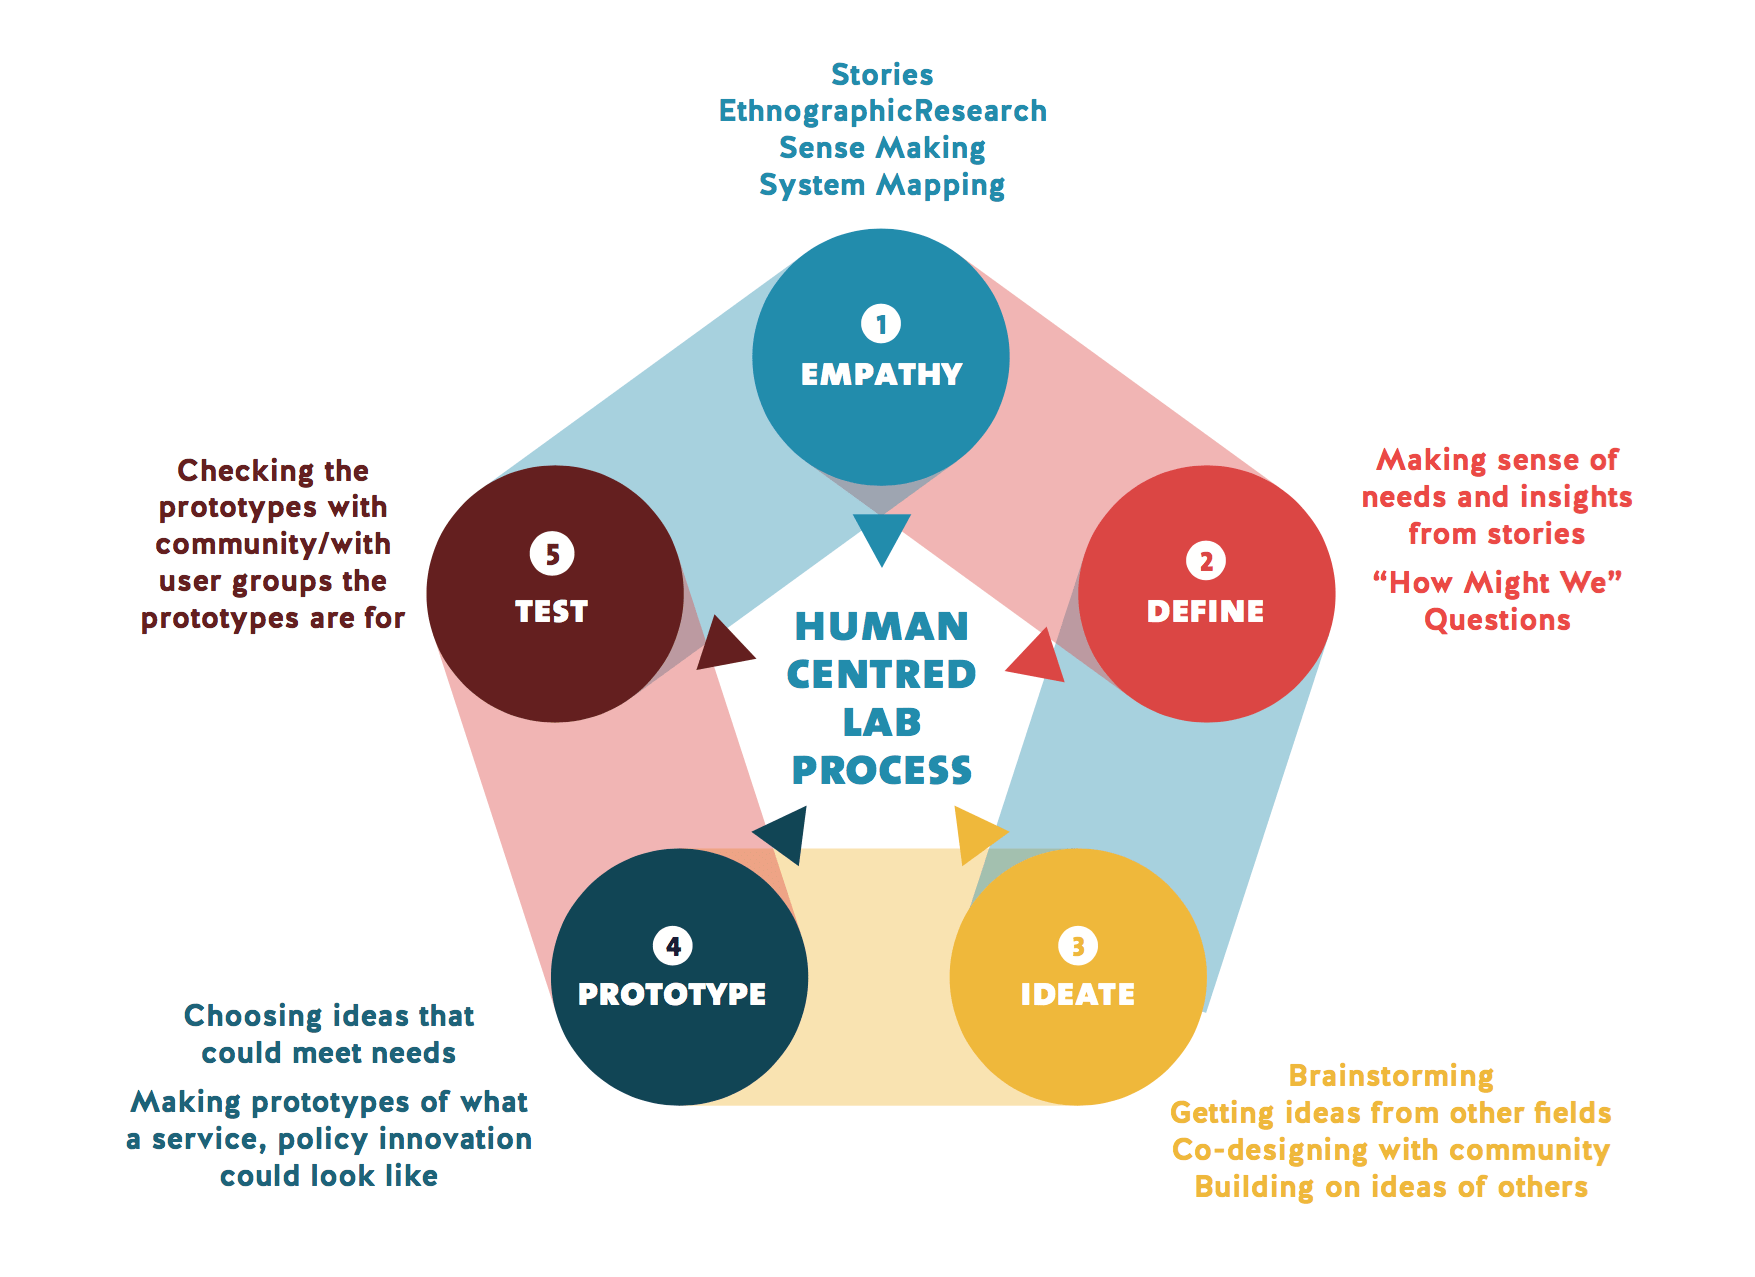 Stories
EthnographicResearch
Sense Making
System Mapping
1
EMPATHY
Making sense of
needs and insights
from stories
“How Might We”
Questions
2
DEFINE
Checking the
prototypes with
community/with
user groups the
prototypes are for
5
TEST
HUMAN
CENTRED
LAB
PROCESS
3
IDEATE
Brainstorming
Getting ideas from other fields
Co-designing with community
Building on ideas of others
4
PROTOTYPE
Choosing ideas that
could meet needs
Making prototypes of what
a service, policy innovation
could look like